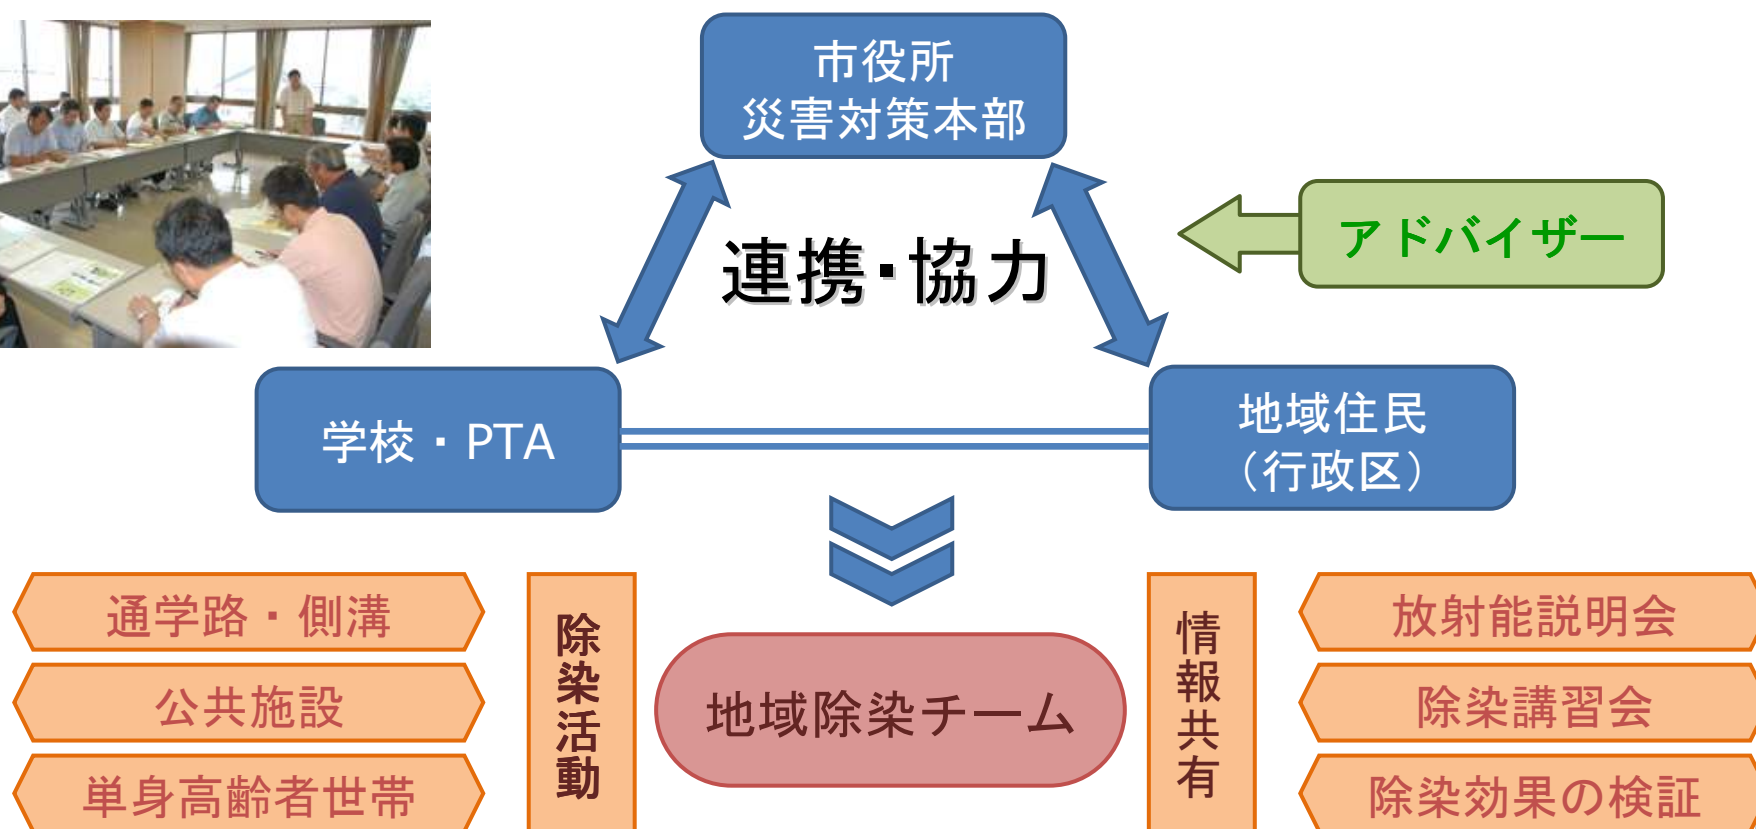 市役所
災害対策本部
アドバイザー
連携・協力
学校・PTA
地域住民
（行政区）
通学路・側溝
公共施設
単身高齢者世帯
除染活動
地域除染チーム
情報共有
放射能説明会
除染講習会
除染効果の検証